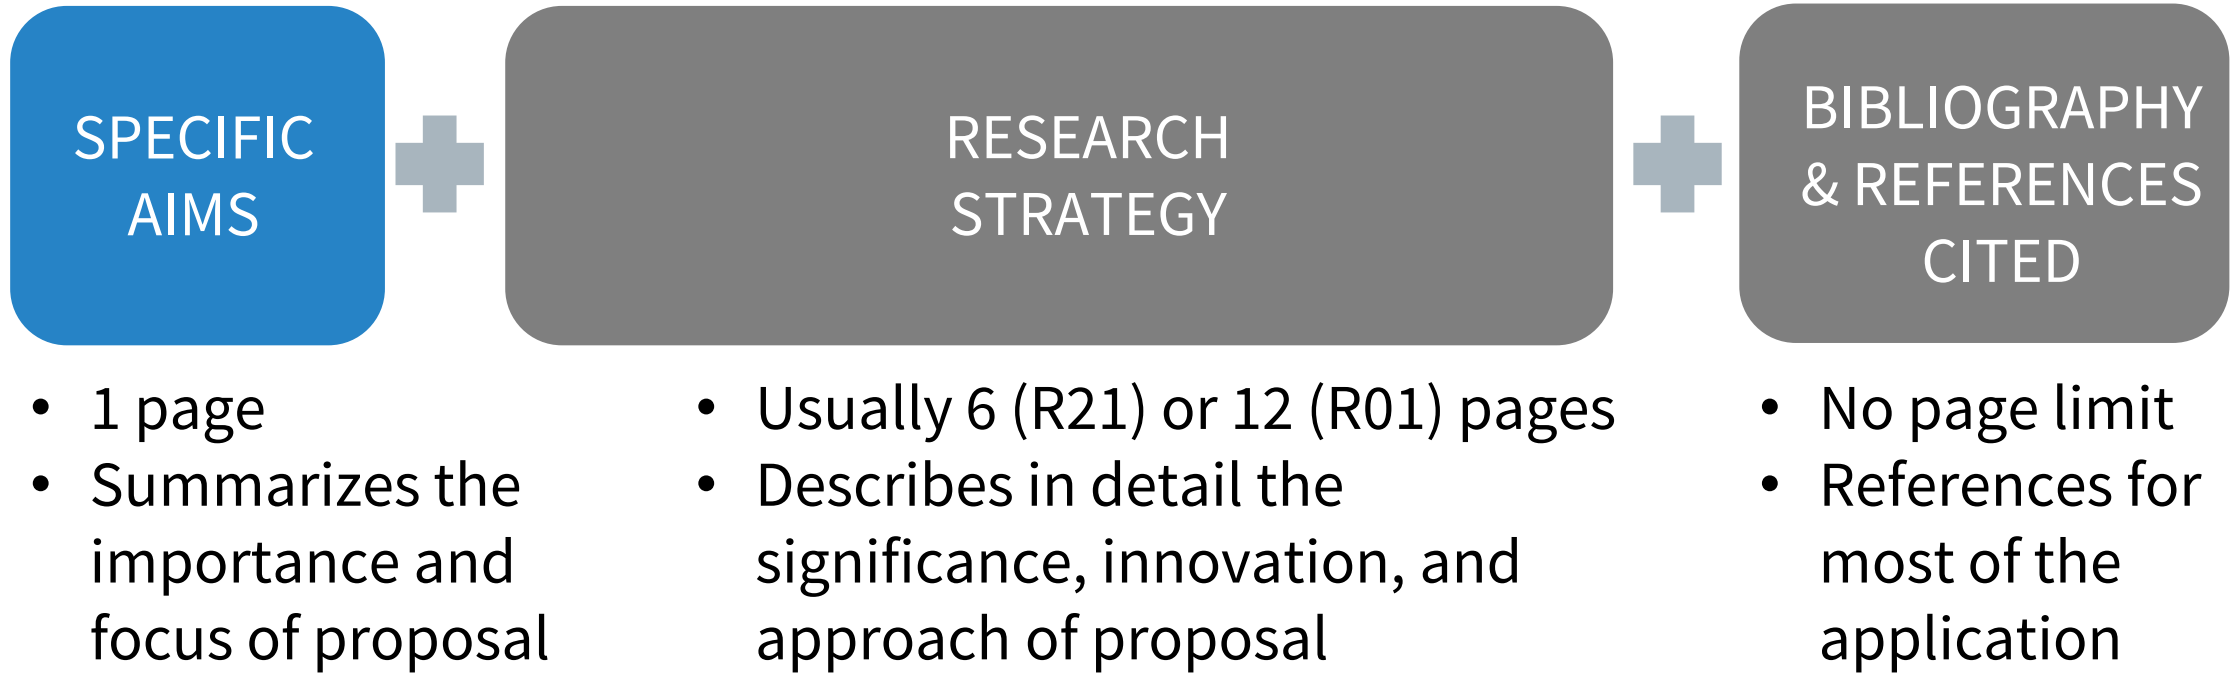 SPECIFIC
AIMS
RESEARCH
STRATEGY
BIBLIOGRAPHY
& REFERENCES
CITED
• 1 page
• Summarizes the
importance and
focus of proposal
• Usually 6 (R21) or 12 (R01) pages
• Describes in detail the
significance, innovation, and
approach of proposal
• No page limit
• References for
most of the
application